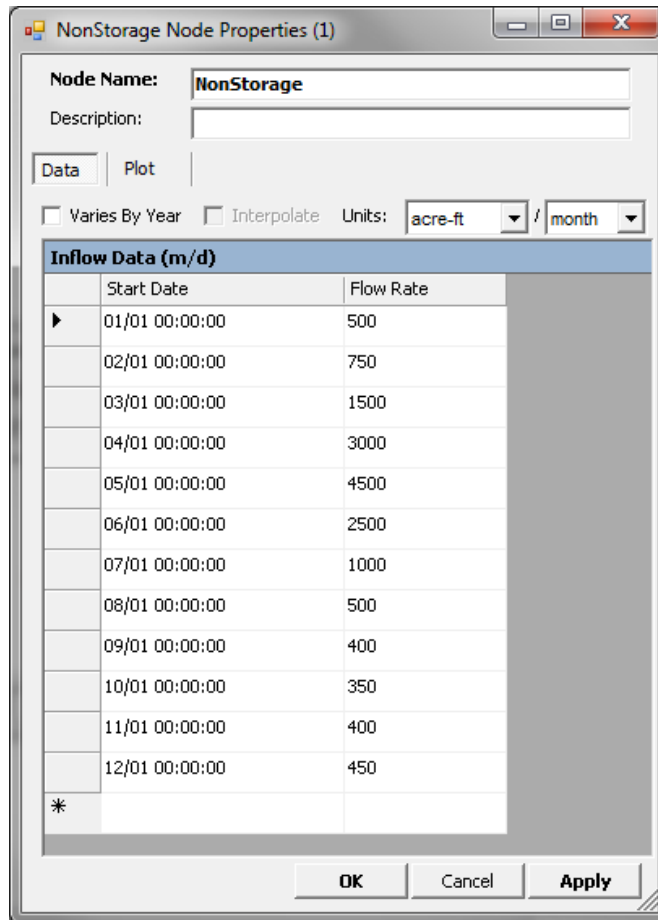 NonStorage Node Properties (1)
Node Name: NonStorage
Description:
Data Plot
Varies By Year Interpolate Units: acre-ft / month
Inflow Data (m/d)
Start Date Flow Rate
01/01 00:00:00 500
02/01 00:00:00 750
03/01 00:00:00 1500
04/01 00:00:00 3000
05/01 00:00:00 4500
06/01 00:00:00 2500
07/01 00:00:00 1000
08/01 00:00:00 500
09/01 00:00:00 400
10/01 00:00:00 350
11/01 00:00:00 400
12/01 00:00:00 450
OK Cancel Apply